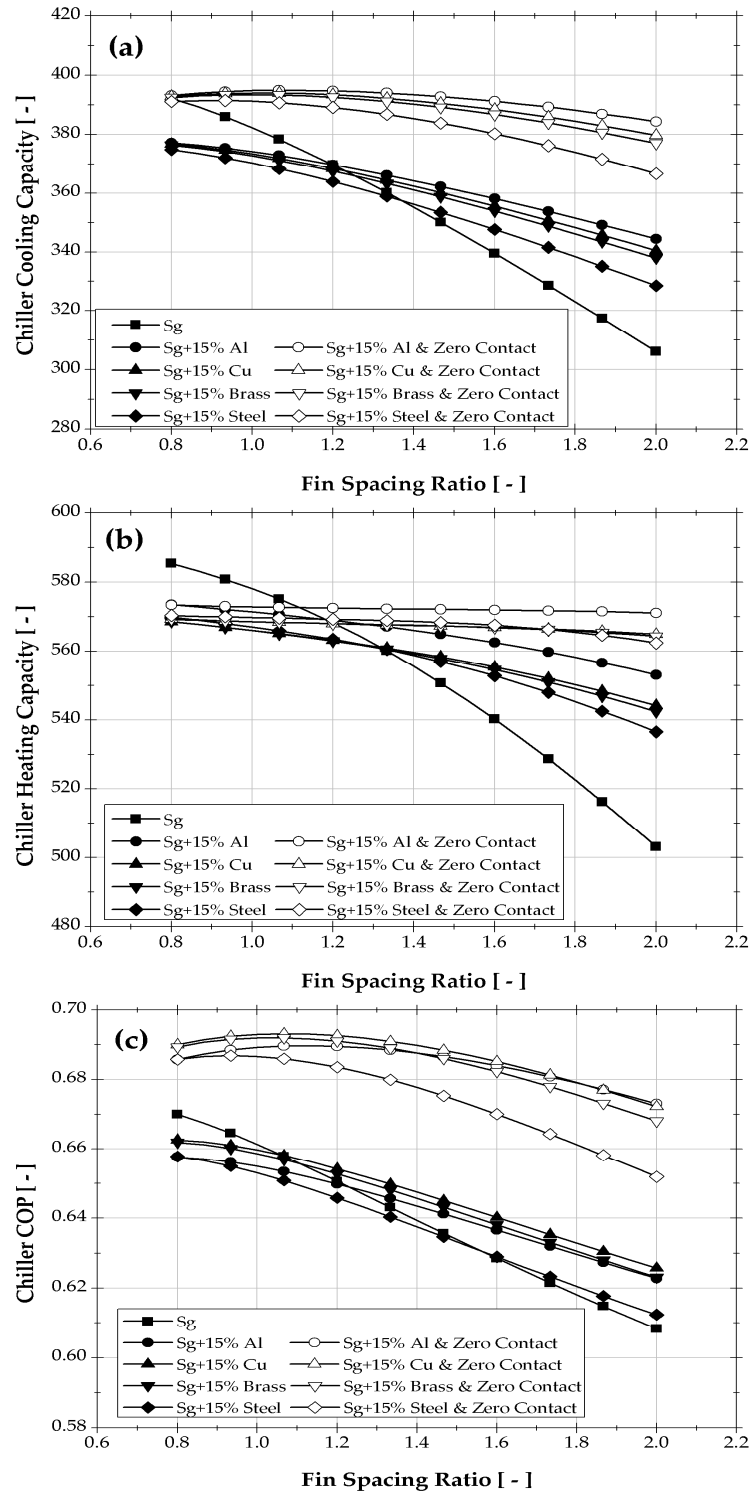 (a)
Chiller Cooling Capacity [ - ]
420
400
380
360
340
320
300
280
Sg
Sg+15% Al Sg+15% Al & Zero Contact
Sg+15% Cu Sg+15% Cu & Zero Contact
Sg+15% Brass Sg+15% Brass & Zero Contact
Sg+15% Steel Sg+15% Steel & Zero Contact
0.6 0.8 1.0 1.2 1.4 1.6 1.8 2.0 2.2
Fin Spacing Ratio [ - ]
(b)
Chiller Heating Capacity [ - ]
600
580
560
540
520
500
480
Sg
Sg+15% Al Sg+15% Al & Zero Contact
Sg+15% Cu Sg+15% Cu & Zero Contact
Sg+15% Brass Sg+15% Brass & Zero Contact
Sg+15% Steel Sg+15% Steel & Zero Contact
0.6 0.8 1.0 1.2 1.4 1.6 1.8 2.0 2.2
Fin Spacing Ratio [ - ]
(c)
Chiller COP [ - ]
0.70
0.68
0.66
0.64
0.62
0.60
0.58
Sg
Sg+15% Al Sg+15% Al & Zero Contact
Sg+15% Cu Sg+15% Cu & Zero Contact
Sg+15% Brass Sg+15% Brass & Zero Contact
Sg+15% Steel Sg+15% Steel & Zero Contact
0.6 0.8 1.0 1.2 1.4 1.6 1.8 2.0 2.2
Fin Spacing Ratio [ - ]